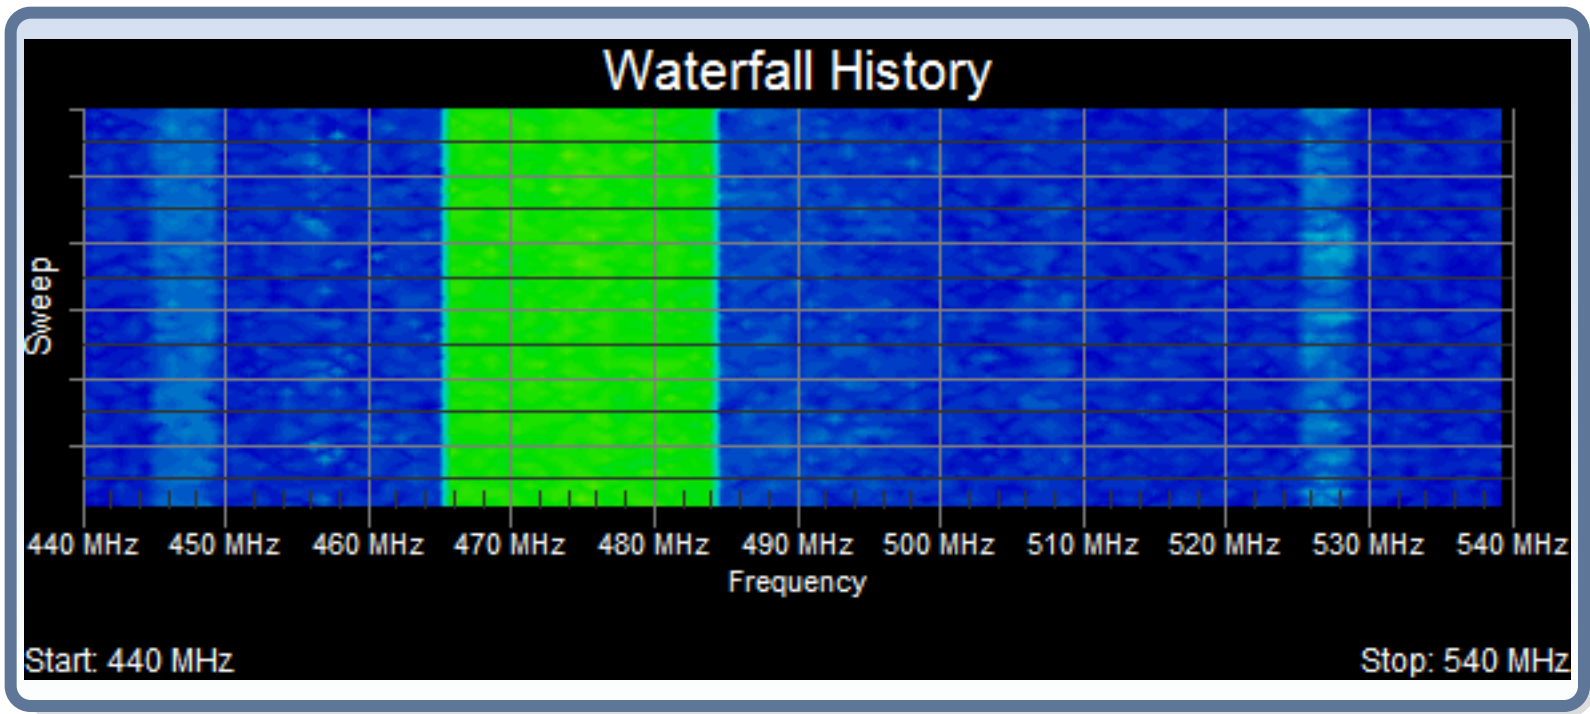 Waterfall History
Sweep
440 MHz 450 MHz 460 MHz 470 MHz 480 MHz 490 MHz 500 MHz 510 MHz 520 MHz 530 MHz 540 MHz
Frequency
Start: 440 MHz Stop: 540 MHz